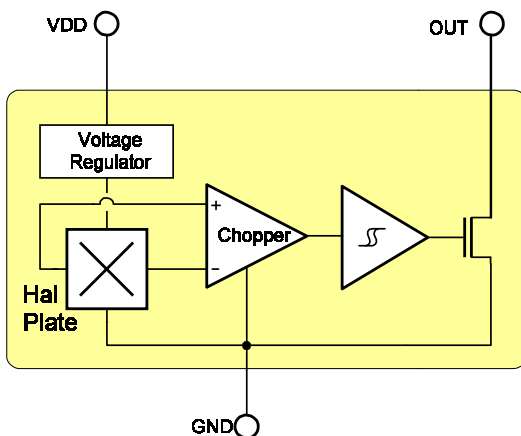 VDD
OUT
Voltage
Regulator
+
Chopper
−
Hal
Plate
GND